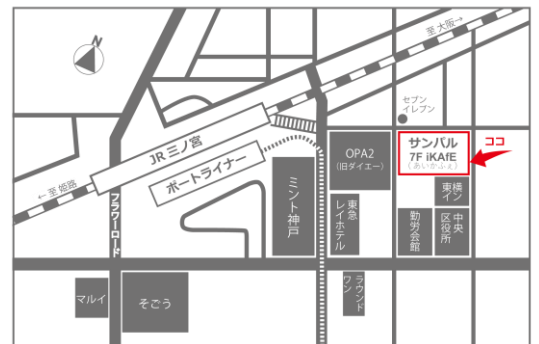 N
至 大阪→
セブン
イレブン
JR 三ノ宮
ポートライナー
OPA2
(旧ダイエー)
サンパル
7F iKAfE
(あいかふぇ)
ココ
←至 姫路
フラワーロード
ミント神戸
東急
レイホテル
東横
イン
勤労会館
中央
区役所
マルイ
そごう
ラウンド
ワン